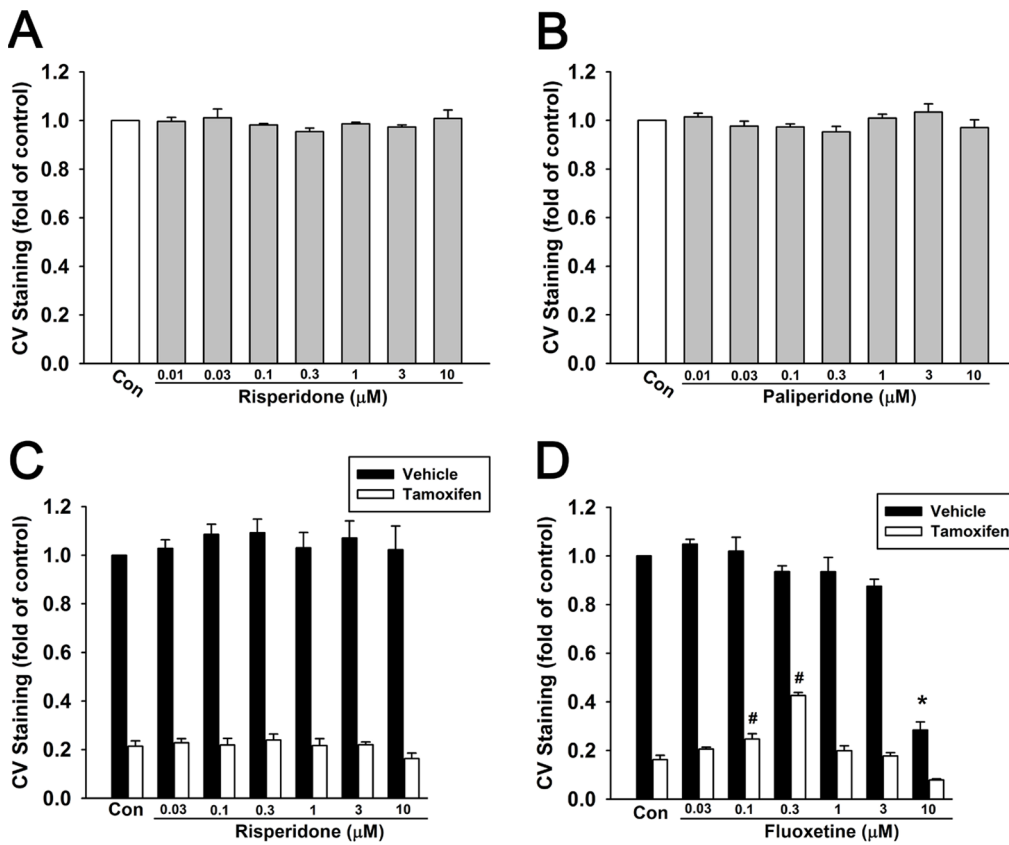 A
CV Staining (fold of control)
1.2
1.0
0.8
0.6
0.4
0.2
0.0
Con 0.01 0.03 0.1 0.3 1 3 10
Risperidone (μM)
B
CV Staining (fold of control)
1.2
1.0
0.8
0.6
0.4
0.2
0.0
Con 0.01 0.03 0.1 0.3 1 3 10
Paliperidone (μM)
C
Vehicle
Tamoxifen
CV Staining (fold of control)
1.2
1.0
0.8
0.6
0.4
0.2
0.0
Con 0.03 0.1 0.3 1 3 10
Risperidone (μM)
D
Vehicle
Tamoxifen
CV Staining (fold of control)
1.2
1.0
0.8
0.6
0.4
0.2
0.0
#
#
*
Con 0.03 0.1 0.3 1 3 10
Fluoxetine (μM)